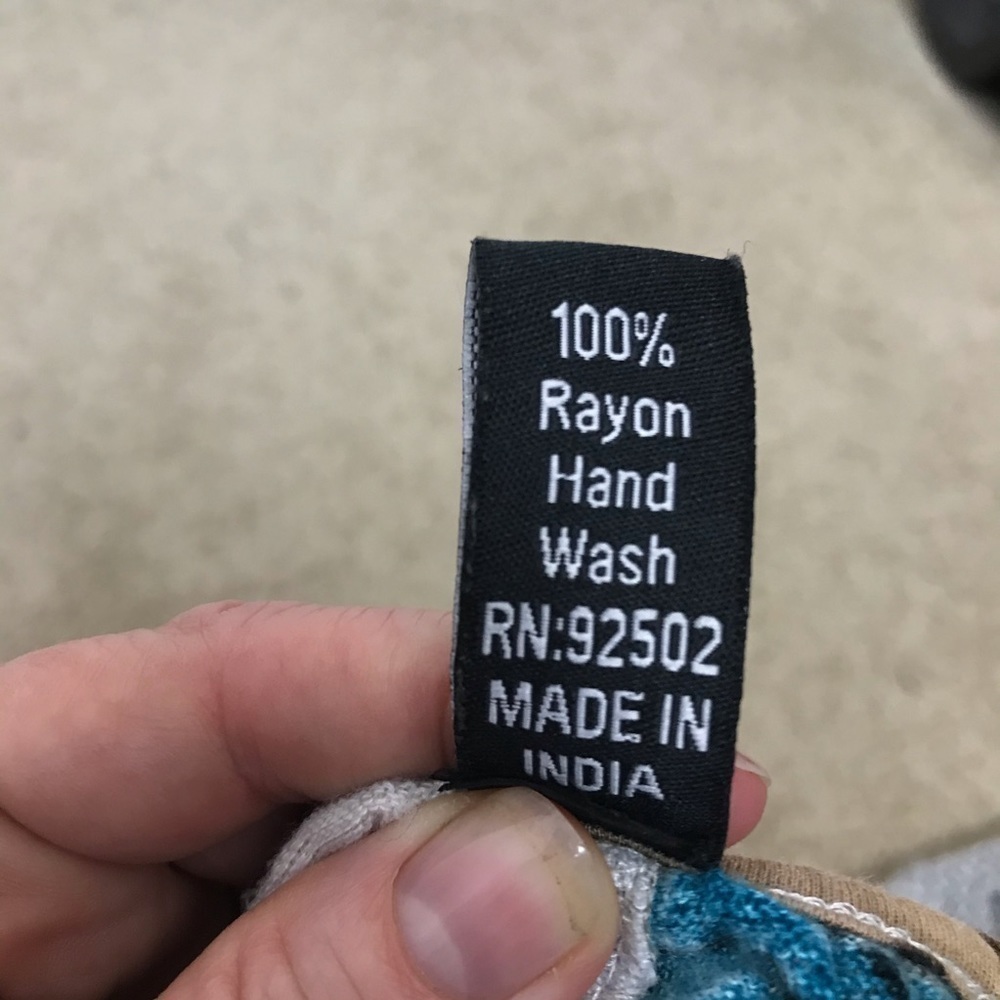 100%
Rayon
Hand
Wash
RN:92502
MADE IN
INDIA